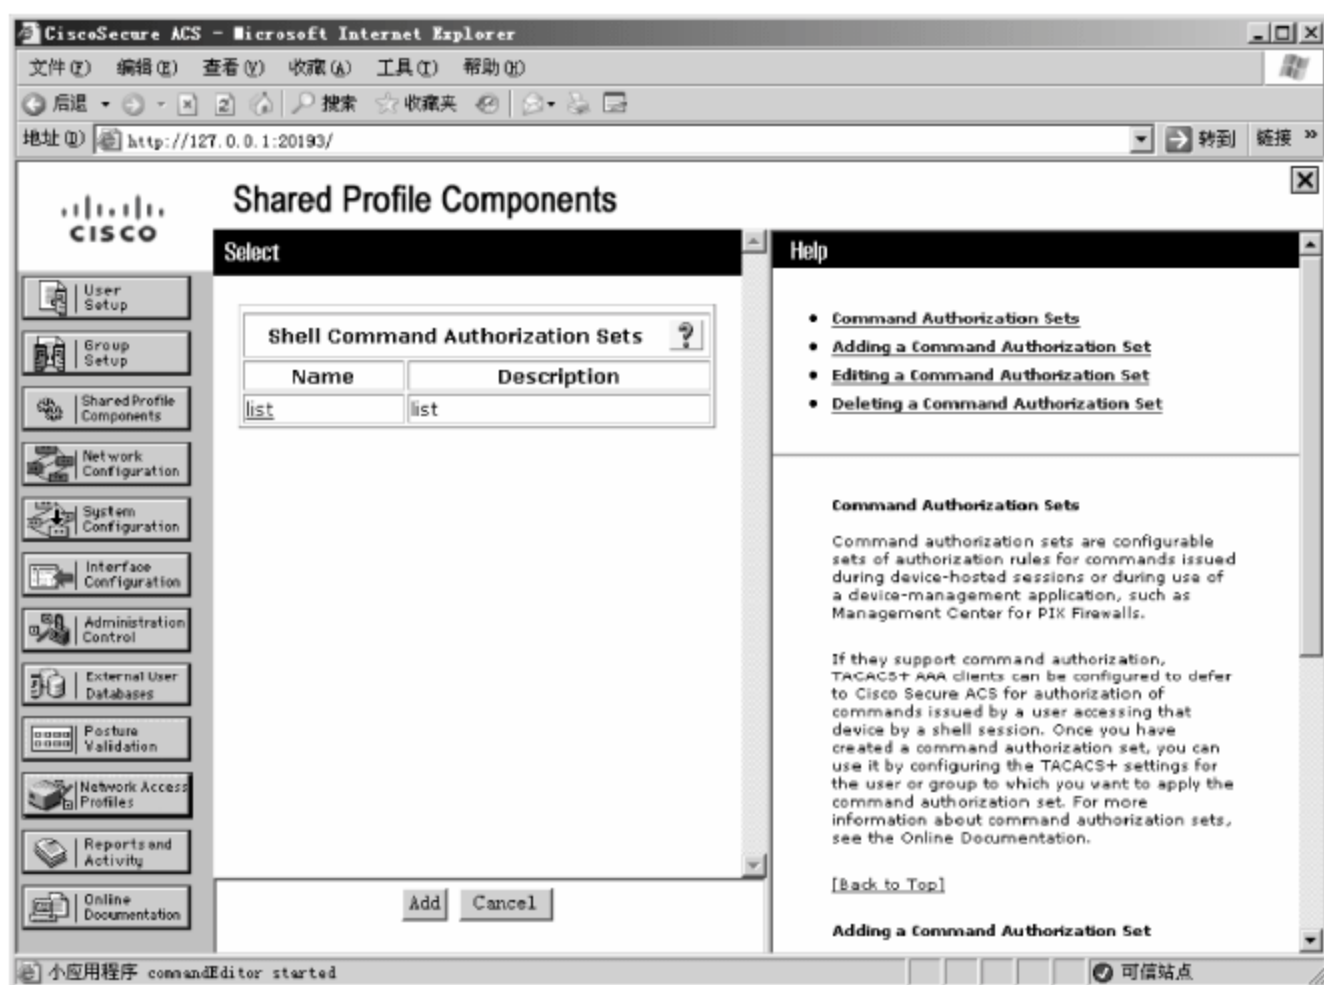 CiscoSecure ACS - Microsoft Internet Explorer
文件(F) 编辑(E) 查看(V) 收藏(A) 工具(T) 帮助(H)
后退 搜索 收藏夹
地址(D) http://127.0.0.1:20193/ 转到 链接 »
CISCO
Shared Profile Components
Select
Shell Command Authorization Sets ?
Name Description
list list
Add Cancel
User
Setup
Group
Setup
Shared Profile
Components
Network
Configuration
System
Configuration
Interface
Configuration
Administration
Control
External User
Databases
Posture
Validation
Network Access
Profiles
Reports and
Activity
Online
Documentation
Help
• Command Authorization Sets
• Adding a Command Authorization Set
• Editing a Command Authorization Set
• Deleting a Command Authorization Set
Command Authorization Sets
Command authorization sets are configurable
sets of authorization rules for commands issued
during device-hosted sessions or during use of
a device-management application, such as
Management Center for PIX Firewalls.
If they support command authorization,
TACACS+ AAA clients can be configured to defer
to Cisco Secure ACS for authorization of
commands issued by a user accessing that
device by a shell session. Once you have
created a command authorization set, you can
use it by configuring the TACACS+ settings for
the user or group to which you want to apply the
command authorization set. For more
information about command authorization sets,
see the Online Documentation.
[Back to Top]
Adding a Command Authorization Set
小应用程序 commandEditor started
可信站点